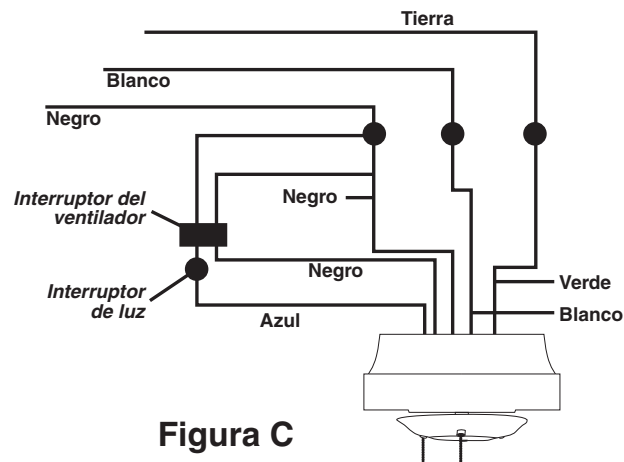 Tierra
Blanco
Negro
Interruptor del
ventilador
Negro
Negro
Interruptor
de luz
Azul
Verde
Blanco
Figura C